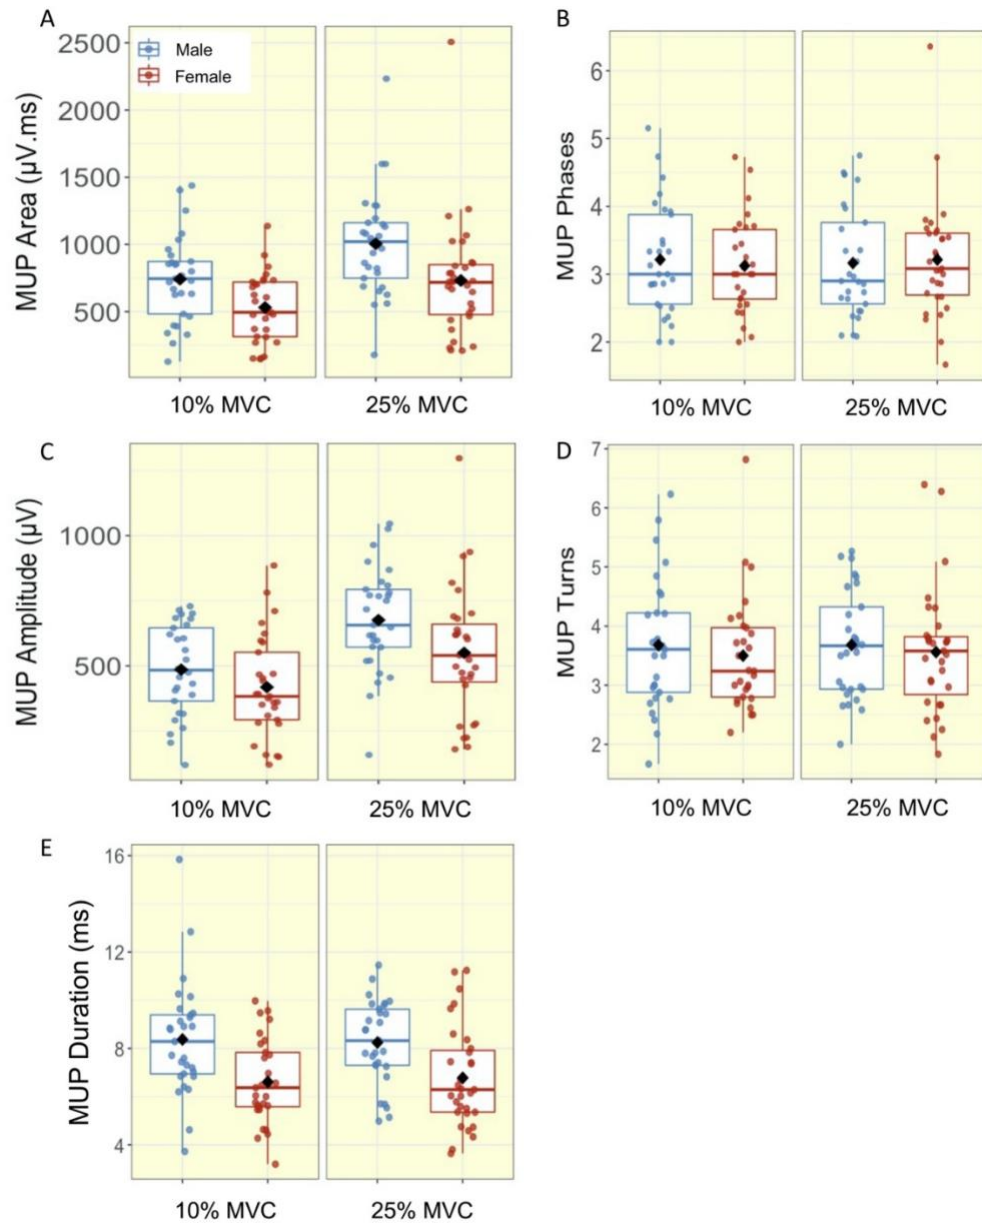 A
MUP Area (µV.ms)
2500
2000
1500
1000
500
Male
Female
10% MVC
25% MVC
B
MUP Phases
6
5
4
3
2
10% MVC
25% MVC
C
MUP Amplitude (µV)
1000
500
10% MVC
25% MVC
D
MUP Turns
7
6
5
4
3
2
10% MVC
25% MVC
E
MUP Duration (ms)
16
12
8
4
10% MVC
25% MVC